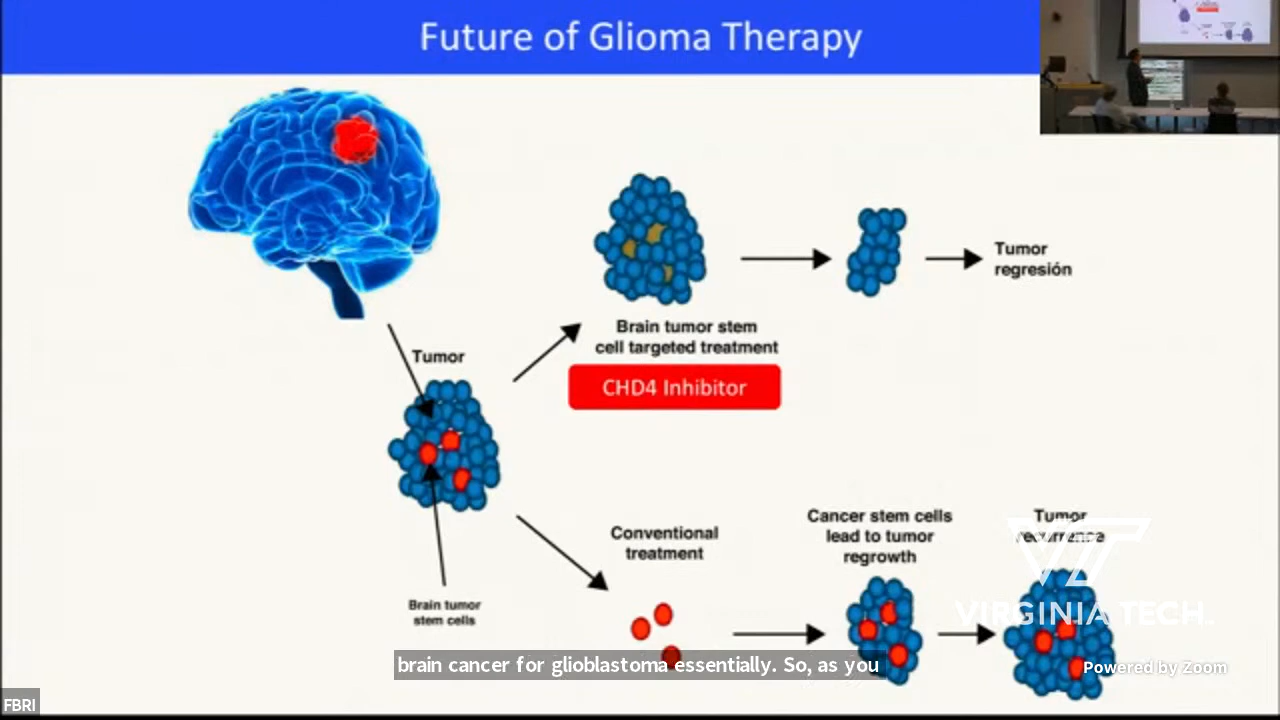 Future of Glioma Therapy
Tumor
regresión
Brain tumor stem
cell targeted treatment
CHD4 Inhibitor
Tumor
Conventional
treatment
Cancer stem cells
lead to tumor
regrowth
Tumor
recurrence
Brain tumor
stem cells
VT
VIRGINIA TECH.
brain cancer for glioblastoma essentially. So, as you
Powered by Zoom
FBRI